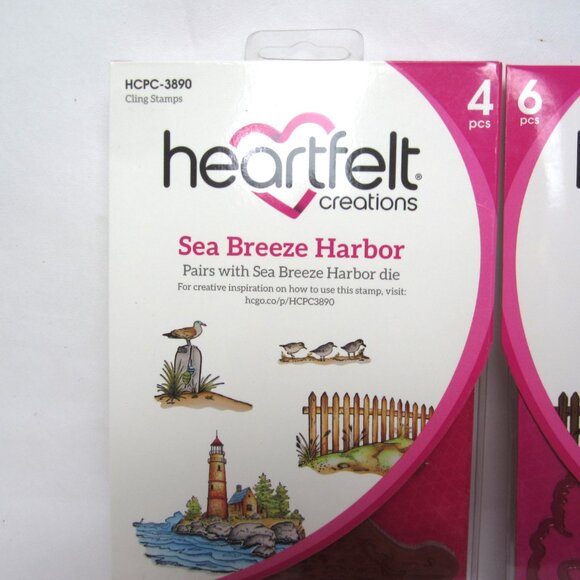 HCPC-3890
Cling Stamps
4
pcs
6
pcs
heartfelt®
creations
Sea Breeze Harbor
Pairs with Sea Breeze Harbor die
For creative inspiration on how to use this stamp, visit:
hcgo.co/p/HCPC3890